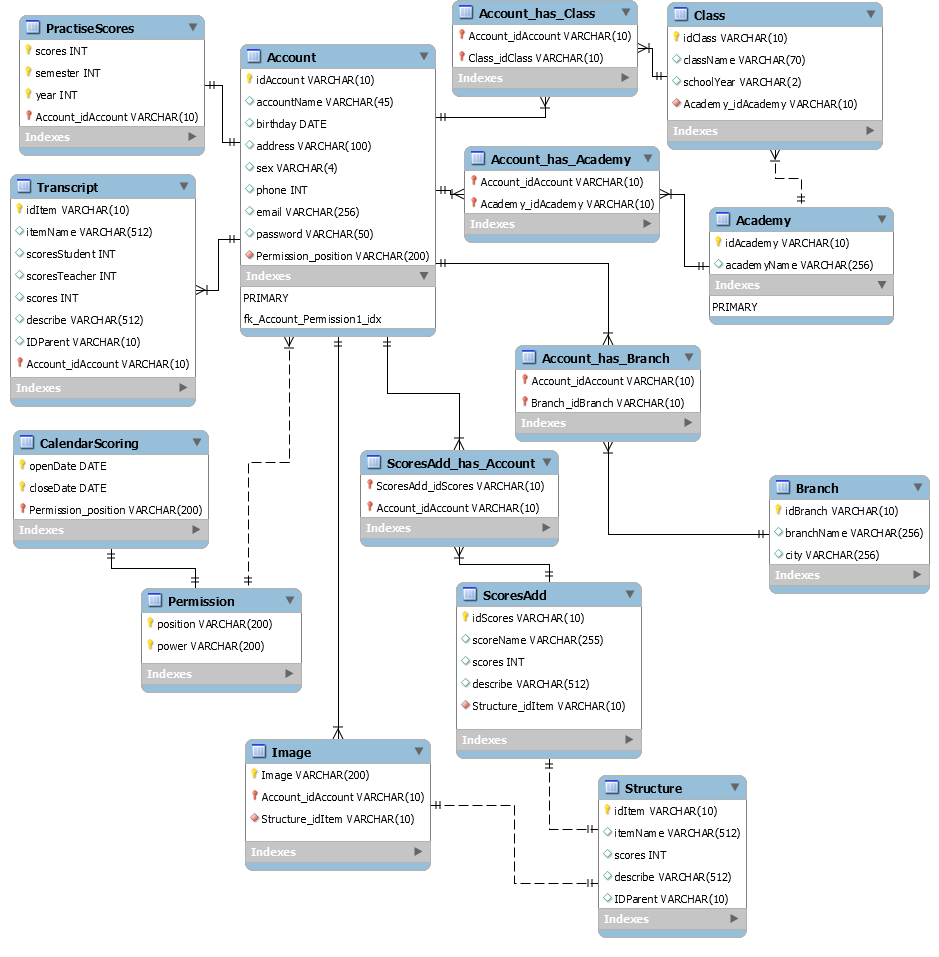 PractiseScores
scores INT
semester INT
year INT
Account_idAccount VARCHAR(10)
Indexes
Account
idAccount VARCHAR(10)
accountName VARCHAR(45)
birthday DATE
address VARCHAR(100)
sex VARCHAR(4)
phone INT
email VARCHAR(256)
password VARCHAR(50)
Permission_position VARCHAR(200)
Indexes
PRIMARY
fk_Account_Permission1_idx
Account_has_Class
Account_idAccount VARCHAR(10)
Class_idClass VARCHAR(10)
Indexes
Class
idClass VARCHAR(10)
className VARCHAR(70)
schoolYear VARCHAR(2)
Academy_idAcademy VARCHAR(10)
Indexes
Account_has_Academy
Account_idAccount VARCHAR(10)
Academy_idAcademy VARCHAR(10)
Indexes
Transcript
idItem VARCHAR(10)
itemName VARCHAR(512)
scoresStudent INT
scoresTeacher INT
scores INT
describe VARCHAR(512)
IDParent VARCHAR(10)
Account_idAccount VARCHAR(10)
Indexes
Academy
idAcademy VARCHAR(10)
academyName VARCHAR(256)
Indexes
PRIMARY
Account_has_Branch
Account_idAccount VARCHAR(10)
Branch_idBranch VARCHAR(10)
Indexes
CalendarScoring
openDate DATE
closeDate DATE
Permission_position VARCHAR(200)
Indexes
ScoresAdd_has_Account
ScoresAdd_idScores VARCHAR(10)
Account_idAccount VARCHAR(10)
Indexes
Branch
idBranch VARCHAR(10)
branchName VARCHAR(256)
city VARCHAR(256)
Indexes
Permission
position VARCHAR(200)
power VARCHAR(200)
Indexes
ScoresAdd
idScores VARCHAR(10)
scoreName VARCHAR(255)
scores INT
describe VARCHAR(512)
Structure_idItem VARCHAR(10)
Indexes
Image
Image VARCHAR(200)
Account_idAccount VARCHAR(10)
Structure_idItem VARCHAR(10)
Indexes
Structure
idItem VARCHAR(10)
itemName VARCHAR(512)
scores INT
describe VARCHAR(512)
IDParent VARCHAR(10)
Indexes